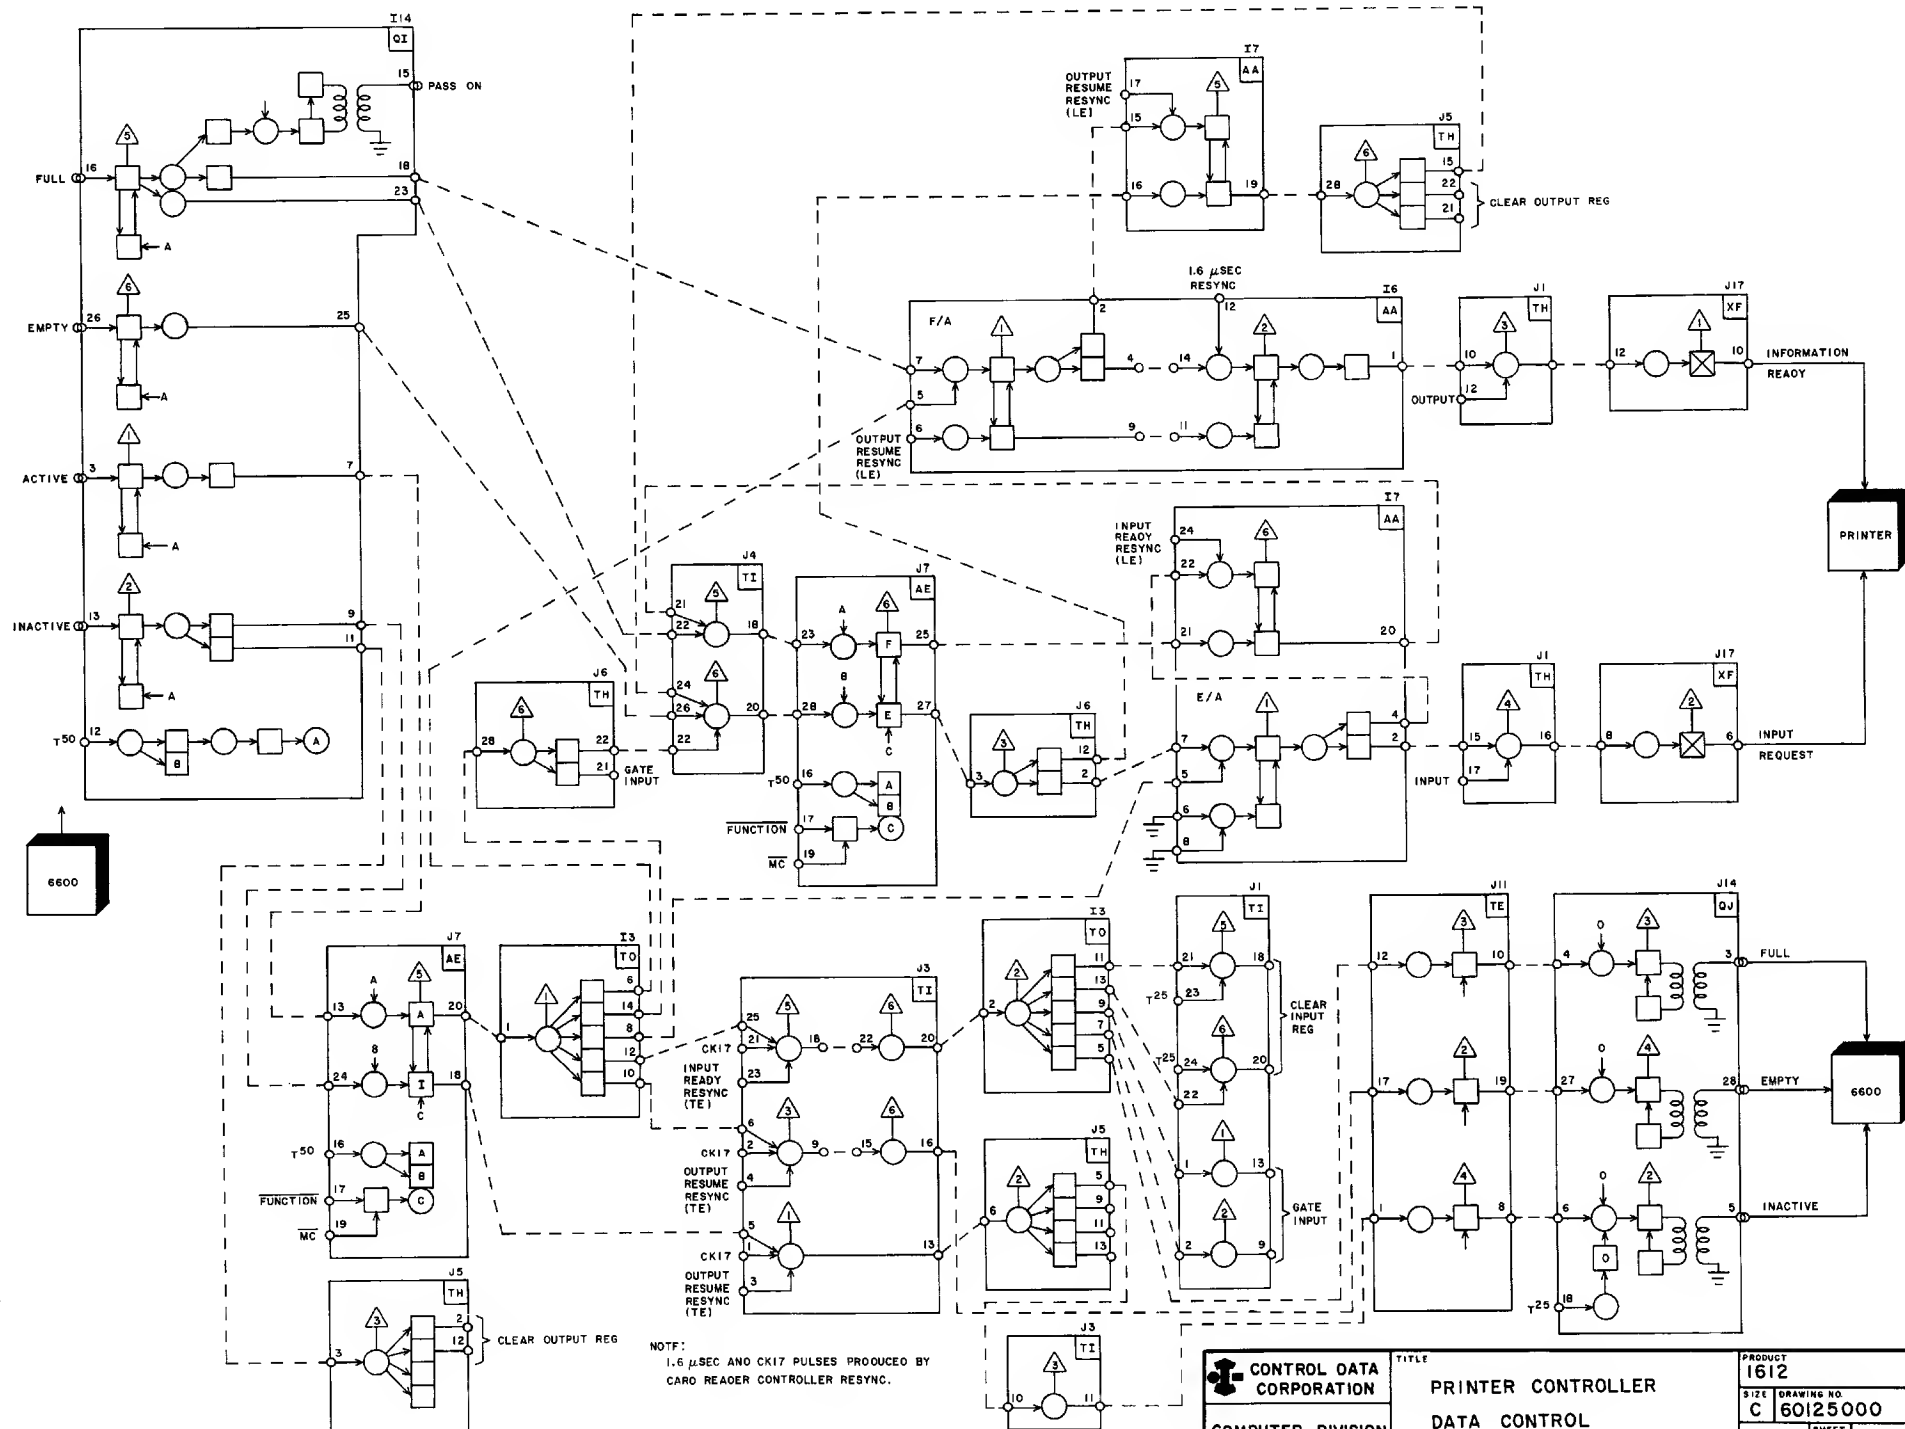 I14
QI
15
PASS ON
5
FULL
16
18
23
A
6
EMPTY
26
25
A
1
ACTIVE
3
7
A
2
INACTIVE
13
9
11
A
T50
12
B
A
6600
I7
AA
OUTPUT
RESUME
RESYNC
(LE)
17
15
5
16
19
J5
TH
6
28
15
22
21
CLEAR OUTPUT REG
1.6 μSEC
RESYNC
I6
AA
F/A
7
5
6
OUTPUT
RESUME
RESYNC
(LE)
1
2
4
14
12
2
9
11
1
J1
TH
3
10
12
OUTPUT
J17
XF
1
12
10
INFORMATION
READY
PRINTER
I7
AA
INPUT
READY
RESYNC
(LE)
24
22
6
21
20
E/A
1
7
5
6
8
4
2
J1
TH
4
15
16
17
INPUT
J17
XF
2
8
6
INPUT
REQUEST
J4
TI
5
21
22
18
6
24
26
22
20
J7
AE
A
6
23
F
25
B
28
E
27
C
T50
16
A
B
FUNCTION
17
C
MC
19
J6
TH
6
28
22
21
GATE
INPUT
J6
TH
3
3
12
2
J7
AE
A
5
13
A
20
B
24
I
18
C
T50
16
A
B
FUNCTION
17
C
MC
19
I3
TO
1
1
6
14
8
12
10
J3
TI
25
5
CK17
21
18
22
6
20
INPUT
READY
RESYNC
(TE)
23
6
3
CK17
2
9
15
6
16
OUTPUT
RESUME
RESYNC
(TE)
4
5
1
CK17
13
OUTPUT
RESUME
RESYNC
(TE)
3
I3
TO
2
2
11
13
9
7
5
J5
TH
2
6
5
9
11
13
J1
TI
5
21
18
T25
23
6
T25
24
20
22
CLEAR
INPUT
REG
1
1
13
2
2
9
GATE
INPUT
J11
TE
3
12
10
2
17
19
4
1
8
J14
QJ
O
3
4
3
FULL
O
4
27
28
EMPTY
O
2
6
5
INACTIVE
O
T25
18
6600
J5
TH
3
3
2
12
CLEAR OUTPUT REG
J3
TI
3
10
11
NOTE:
1.6 μSEC AND CK17 PULSES PRODUCED BY
CARD READER CONTROLLER RESYNC.
CONTROL DATA
CORPORATION
COMPUTER DIVISION
TITLE
PRINTER CONTROLLER
DATA CONTROL
PRODUCT
1612
SIZE
C
DRAWING NO.
60125000
SHEET